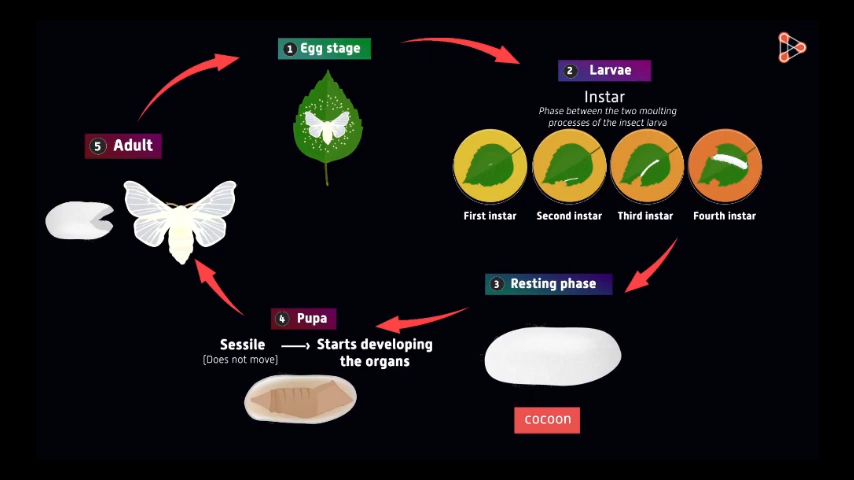 1 Egg stage
2 Larvae
Instar
Phase between the two moulting
processes of the insect larva
First instar
Second instar
Third instar
Fourth instar
3 Resting phase
cocoon
4 Pupa
Sessile → Starts developing
[Does not move] the organs
5 Adult